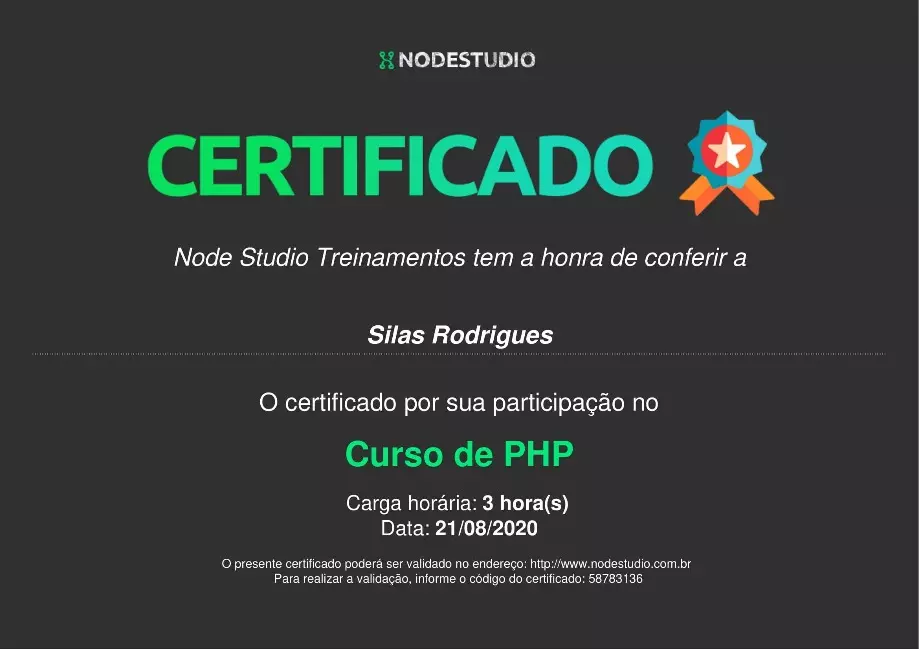 NODESTUDIO
CERTIFICADO
Node Studio Treinamentos tem a honra de conferir a
Silas Rodrigues
O certificado por sua participação no
Curso de PHP
Carga horária: 3 hora(s)
Data: 21/08/2020
O presente certificado poderá ser validado no endereço: http://www.nodestudio.com.br
Para realizar a validação, informe o código do certificado: 58783136